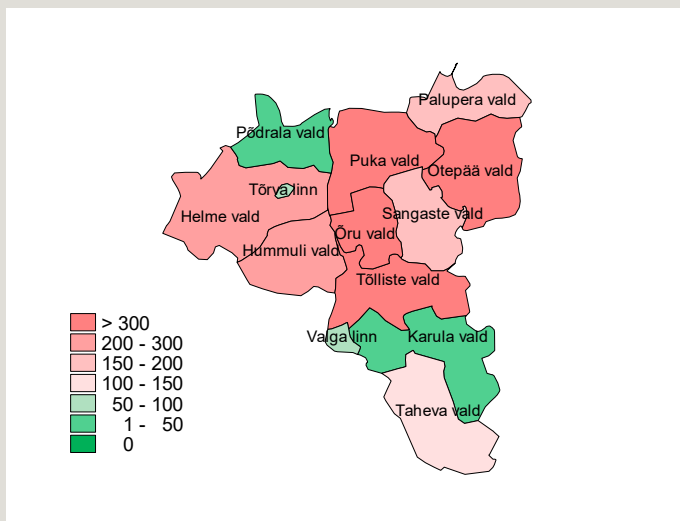 Palupera vald
Põdrala vald
Puka vald
Otepää vald
Tõrva linn
Helme vald
Sangaste vald
Õru vald
Hummuli vald
Tõlliste vald
Valga linn
Karula vald
Taheva vald
> 300
200 - 300
150 - 200
100 - 150
50 - 100
1 - 50
0